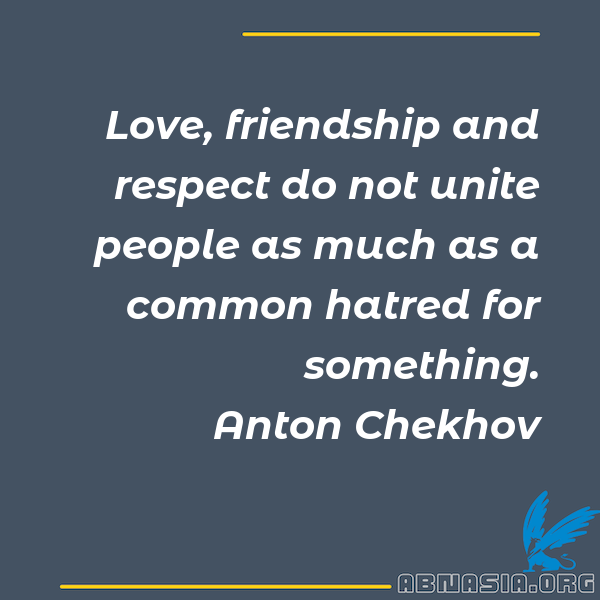 Love, friendship and
respect do not unite
people as much as a
common hatred for
something.
Anton Chekhov
ABNASIA.ORG